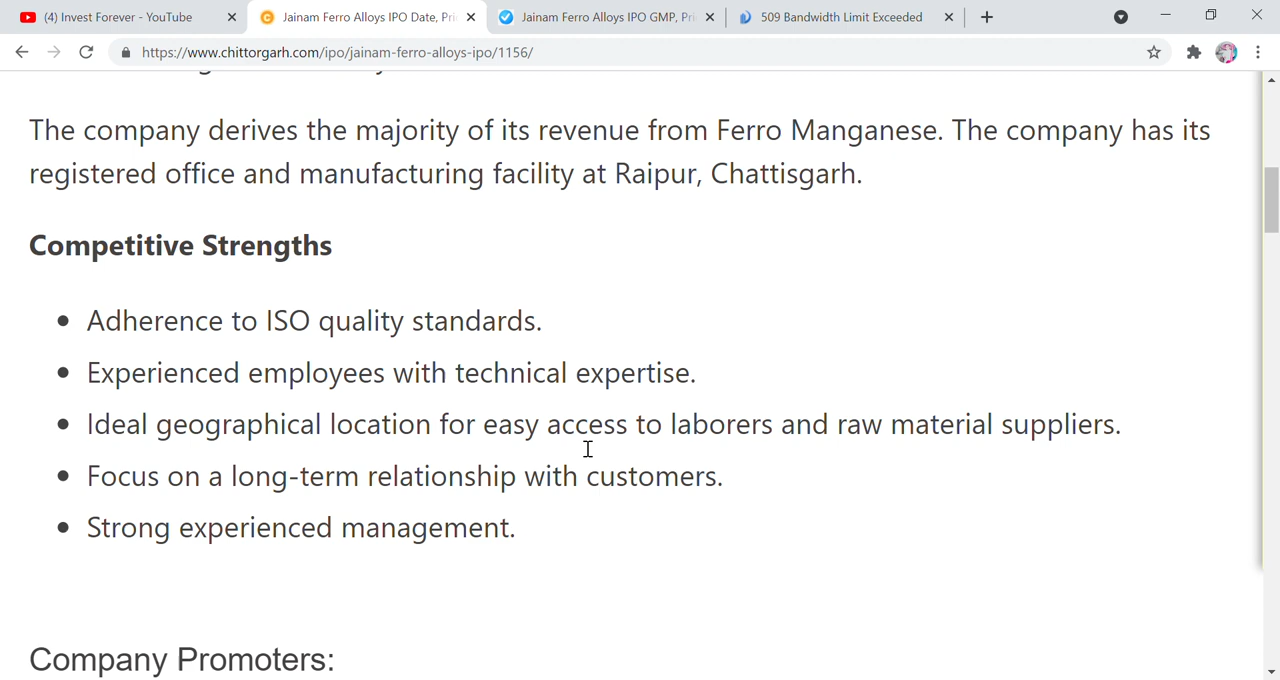 (4) Invest Forever - YouTube
Jainam Ferro Alloys IPO Date, Pri
Jainam Ferro Alloys IPO GMP, Pri
509 Bandwidth Limit Exceeded
https://www.chittorgarh.com/ipo/jainam-ferro-alloys-ipo/1156/
The company derives the majority of its revenue from Ferro Manganese. The company has its
registered office and manufacturing facility at Raipur, Chattisgarh.
Competitive Strengths
• Adherence to ISO quality standards.
• Experienced employees with technical expertise.
• Ideal geographical location for easy access to laborers and raw material suppliers.
• Focus on a long-term relationship with customers.
• Strong experienced management.
Company Promoters: